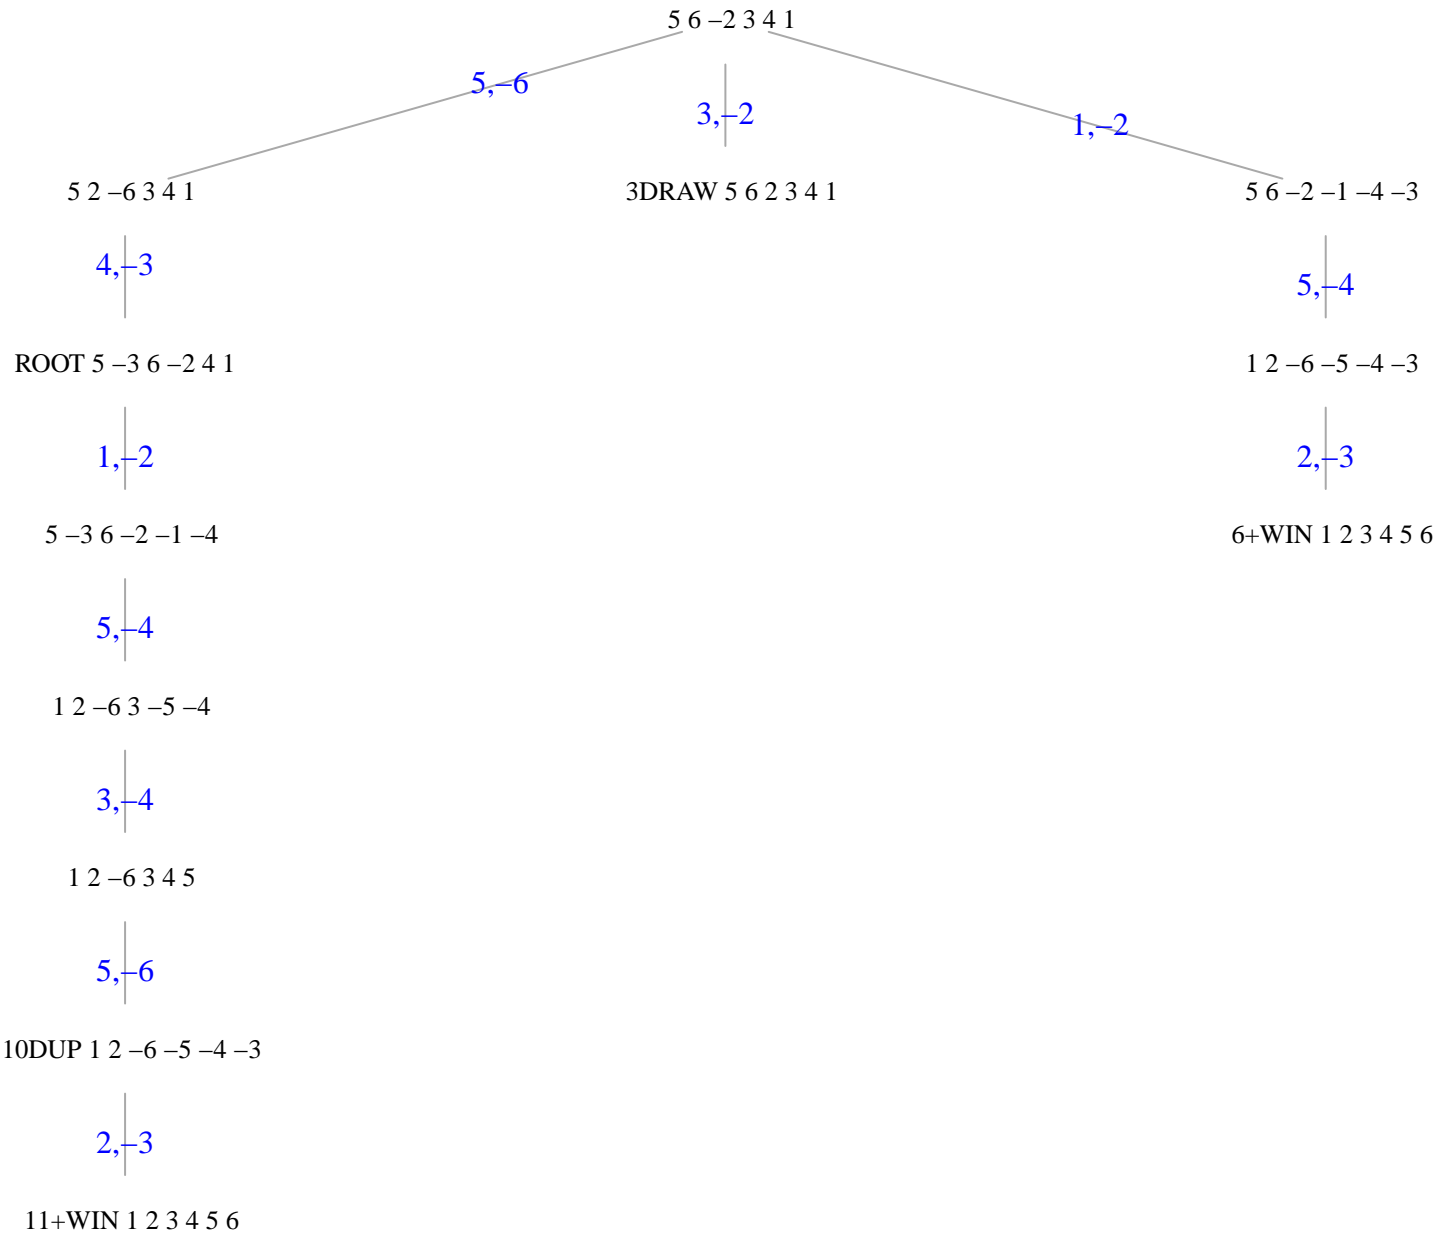 5 6 –2 3 4 1
5,–6
3,–2
1,–2
5 2 –6 3 4 1
3DRAW 5 6 2 3 4 1
5 6 –2 –1 –4 –3
4,–3
5,–4
ROOT 5 –3 6 –2 4 1
1 2 –6 –5 –4 –3
1,–2
2,–3
5 –3 6 –2 –1 –4
6+WIN 1 2 3 4 5 6
5,–4
1 2 –6 3 –5 –4
3,–4
1 2 –6 3 4 5
5,–6
10DUP 1 2 –6 –5 –4 –3
2,–3
11+WIN 1 2 3 4 5 6